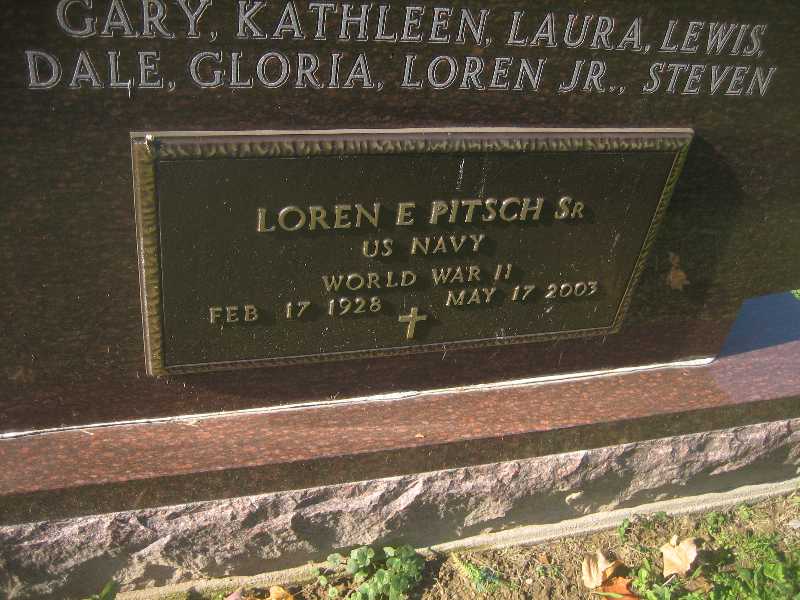 GARY, KATHLEEN, LAURA, LEWIS,
DALE, GLORIA, LOREN JR., STEVEN
LOREN E PITSCH SR
US NAVY
WORLD WAR II
FEB 17 1928 MAY 17 2003